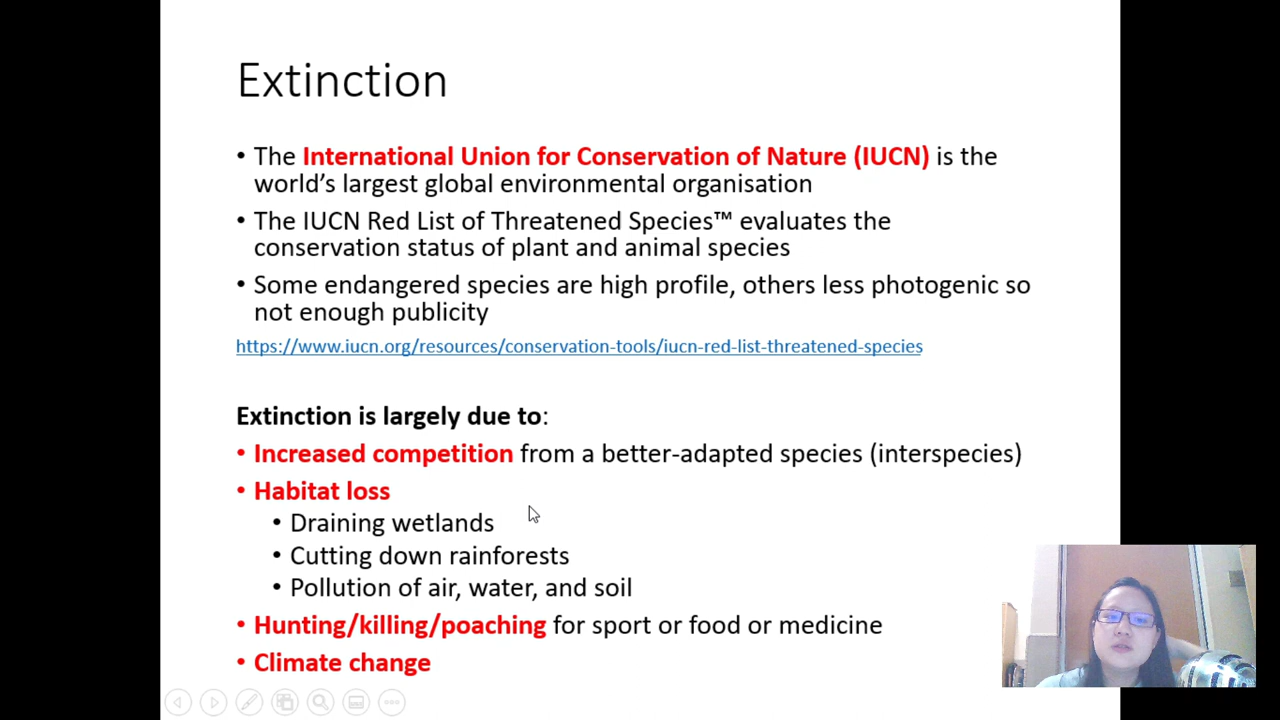 Extinction
• The International Union for Conservation of Nature (IUCN) is the
world’s largest global environmental organisation
• The IUCN Red List of Threatened Species™ evaluates the
conservation status of plant and animal species
• Some endangered species are high profile, others less photogenic so
not enough publicity
https://www.iucn.org/resources/conservation-tools/iucn-red-list-threatened-species
Extinction is largely due to:
• Increased competition from a better-adapted species (interspecies)
• Habitat loss
• Draining wetlands
• Cutting down rainforests
• Pollution of air, water, and soil
• Hunting/killing/poaching for sport or food or medicine
• Climate change